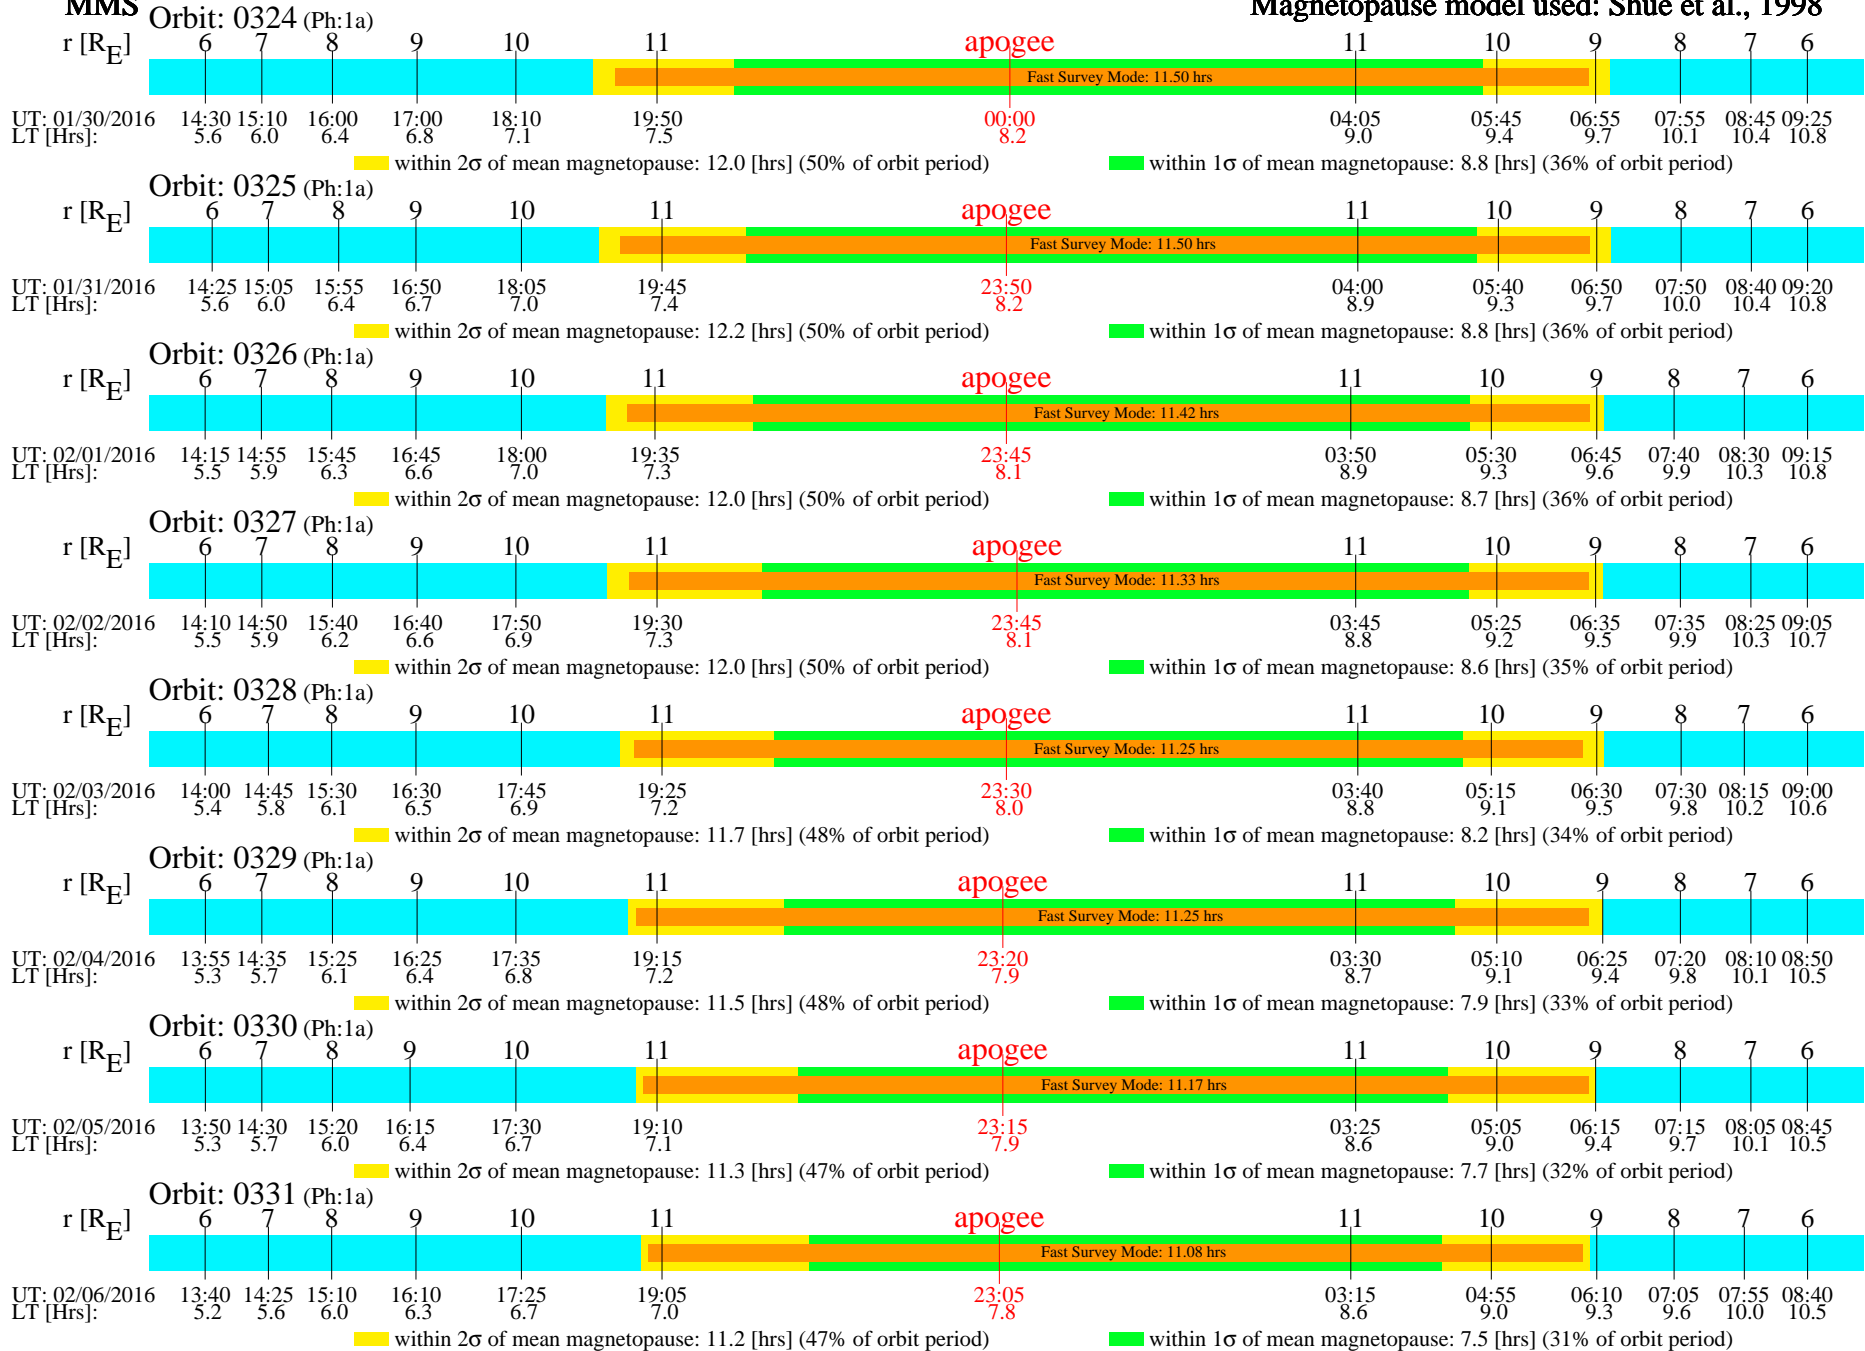 MMS Magnetopause model used: Shue et al., 1998
Orbit: 0324 (Ph:1a)
r [RE] 6 7 8 9 10 11 apogee 11 10 9 8 7 6
Fast Survey Mode: 11.50 hrs
UT: 01/30/2016 14:30 15:10 16:00 17:00 18:10 19:50 00:00 04:05 05:45 06:55 07:55 08:45 09:25
LT [Hrs]: 5.6 6.0 6.4 6.8 7.1 7.5 8.2 9.0 9.4 9.7 10.1 10.4 10.8
within 2σ of mean magnetopause: 12.0 [hrs] (50% of orbit period) within 1σ of mean magnetopause: 8.8 [hrs] (36% of orbit period)
Orbit: 0325 (Ph:1a)
r [RE] 6 7 8 9 10 11 apogee 11 10 9 8 7 6
Fast Survey Mode: 11.50 hrs
UT: 01/31/2016 14:25 15:05 15:55 16:50 18:05 19:45 23:50 04:00 05:40 06:50 07:50 08:40 09:20
LT [Hrs]: 5.6 6.0 6.4 6.7 7.0 7.4 8.2 8.9 9.3 9.7 10.0 10.4 10.8
within 2σ of mean magnetopause: 12.2 [hrs] (50% of orbit period) within 1σ of mean magnetopause: 8.8 [hrs] (36% of orbit period)
Orbit: 0326 (Ph:1a)
r [RE] 6 7 8 9 10 11 apogee 11 10 9 8 7 6
Fast Survey Mode: 11.42 hrs
UT: 02/01/2016 14:15 14:55 15:45 16:45 18:00 19:35 23:45 03:50 05:30 06:45 07:40 08:30 09:15
LT [Hrs]: 5.5 5.9 6.3 6.6 7.0 7.3 8.1 8.9 9.3 9.6 9.9 10.3 10.8
within 2σ of mean magnetopause: 12.0 [hrs] (50% of orbit period) within 1σ of mean magnetopause: 8.7 [hrs] (36% of orbit period)
Orbit: 0327 (Ph:1a)
r [RE] 6 7 8 9 10 11 apogee 11 10 9 8 7 6
Fast Survey Mode: 11.33 hrs
UT: 02/02/2016 14:10 14:50 15:40 16:40 17:50 19:30 23:45 03:45 05:25 06:35 07:35 08:25 09:05
LT [Hrs]: 5.5 5.9 6.2 6.6 6.9 7.3 8.1 8.8 9.2 9.5 9.9 10.3 10.7
within 2σ of mean magnetopause: 12.0 [hrs] (50% of orbit period) within 1σ of mean magnetopause: 8.6 [hrs] (35% of orbit period)
Orbit: 0328 (Ph:1a)
r [RE] 6 7 8 9 10 11 apogee 11 10 9 8 7 6
Fast Survey Mode: 11.25 hrs
UT: 02/03/2016 14:00 14:45 15:30 16:30 17:45 19:25 23:30 03:40 05:15 06:30 07:30 08:15 09:00
LT [Hrs]: 5.4 5.8 6.1 6.5 6.9 7.2 8.0 8.8 9.1 9.5 9.8 10.2 10.6
within 2σ of mean magnetopause: 11.7 [hrs] (48% of orbit period) within 1σ of mean magnetopause: 8.2 [hrs] (34% of orbit period)
Orbit: 0329 (Ph:1a)
r [RE] 6 7 8 9 10 11 apogee 11 10 9 8 7 6
Fast Survey Mode: 11.25 hrs
UT: 02/04/2016 13:55 14:35 15:25 16:25 17:35 19:15 23:20 03:30 05:10 06:25 07:20 08:10 08:50
LT [Hrs]: 5.3 5.7 6.1 6.4 6.8 7.2 7.9 8.7 9.1 9.4 9.8 10.1 10.5
within 2σ of mean magnetopause: 11.5 [hrs] (48% of orbit period) within 1σ of mean magnetopause: 7.9 [hrs] (33% of orbit period)
Orbit: 0330 (Ph:1a)
r [RE] 6 7 8 9 10 11 apogee 11 10 9 8 7 6
Fast Survey Mode: 11.17 hrs
UT: 02/05/2016 13:50 14:30 15:20 16:15 17:30 19:10 23:15 03:25 05:05 06:15 07:15 08:05 08:45
LT [Hrs]: 5.3 5.7 6.0 6.4 6.7 7.1 7.9 8.6 9.0 9.4 9.7 10.1 10.5
within 2σ of mean magnetopause: 11.3 [hrs] (47% of orbit period) within 1σ of mean magnetopause: 7.7 [hrs] (32% of orbit period)
Orbit: 0331 (Ph:1a)
r [RE] 6 7 8 9 10 11 apogee 11 10 9 8 7 6
Fast Survey Mode: 11.08 hrs
UT: 02/06/2016 13:40 14:25 15:10 16:10 17:25 19:05 23:05 03:15 04:55 06:10 07:05 07:55 08:40
LT [Hrs]: 5.2 5.6 6.0 6.3 6.7 7.0 7.8 8.6 9.0 9.3 9.6 10.0 10.5
within 2σ of mean magnetopause: 11.2 [hrs] (47% of orbit period) within 1σ of mean magnetopause: 7.5 [hrs] (31% of orbit period)